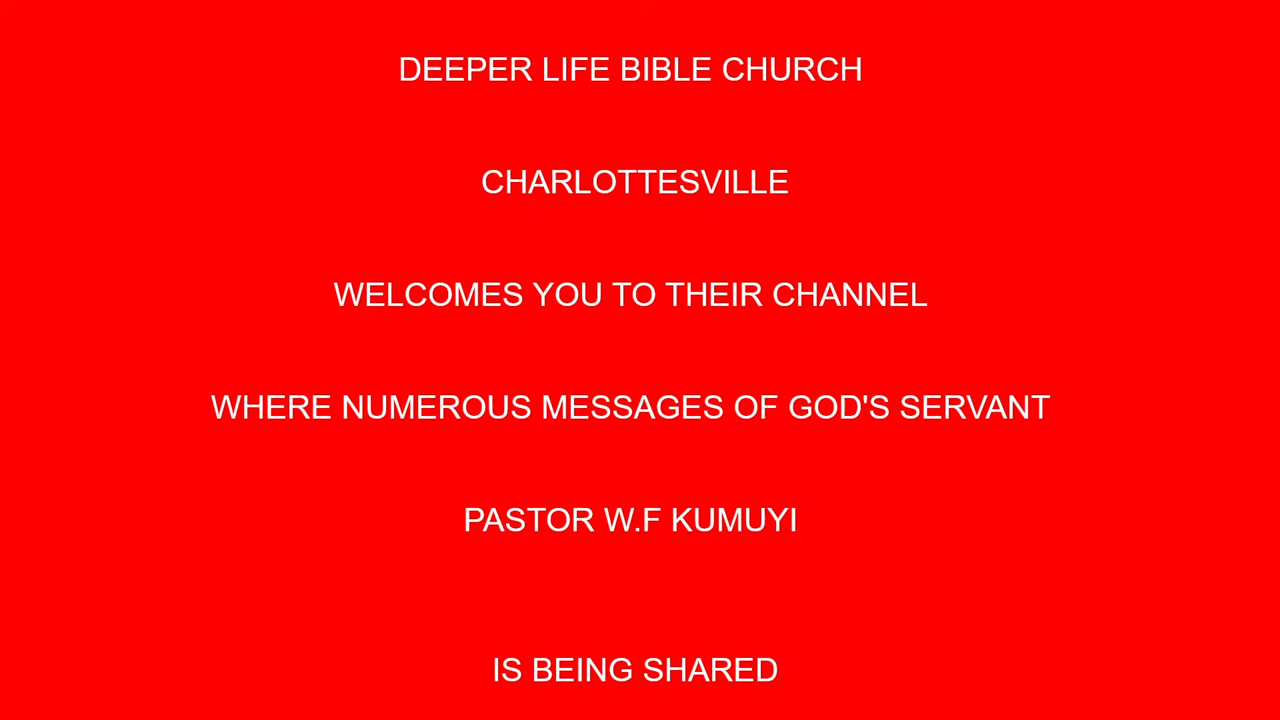 DEEPER LIFE BIBLE CHURCH
CHARLOTTESVILLE
WELCOMES YOU TO THEIR CHANNEL
WHERE NUMEROUS MESSAGES OF GOD'S SERVANT
PASTOR W.F KUMUYI
IS BEING SHARED